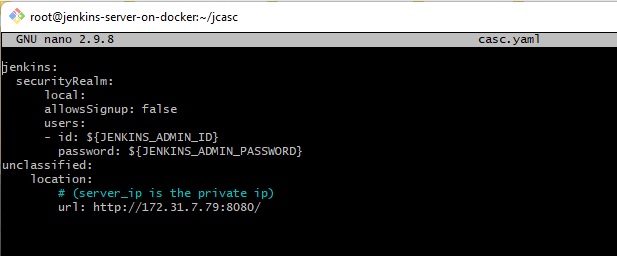 root@jenkins-server-on-docker:~/jcasc
GNU nano 2.9.8 casc.yaml
jenkins:
  securityRealm:
      local:
      allowsSignup: false
      users:
      - id: ${JENKINS_ADMIN_ID}
        password: ${JENKINS_ADMIN_PASSWORD}
unclassified:
    location:
        # (server_ip is the private ip)
        url: http://172.31.7.79:8080/